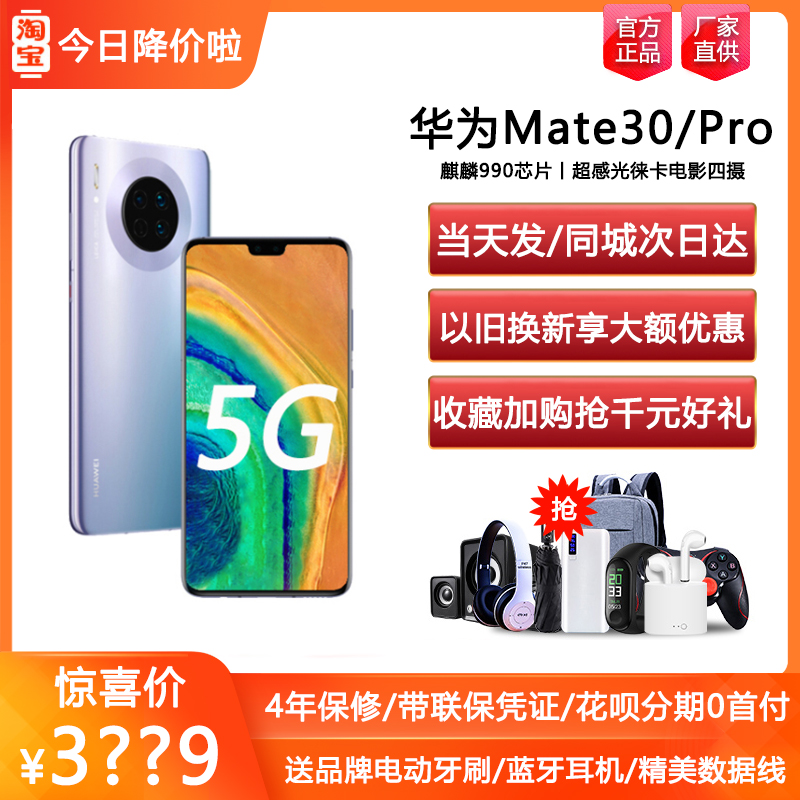 淘宝
今日降价啦
官方正品
厂家直供
华为Mate30/Pro
麒麟990芯片丨超感光徕卡电影四摄
当天发/同城次日达
以旧换新享大额优惠
收藏加购抢千元好礼
HUAWEI
5G
抢
20
33
05/23
惊喜价
¥3??9
4年保修/带联保凭证/花呗分期0首付
送品牌电动牙刷/蓝牙耳机/精美数据线